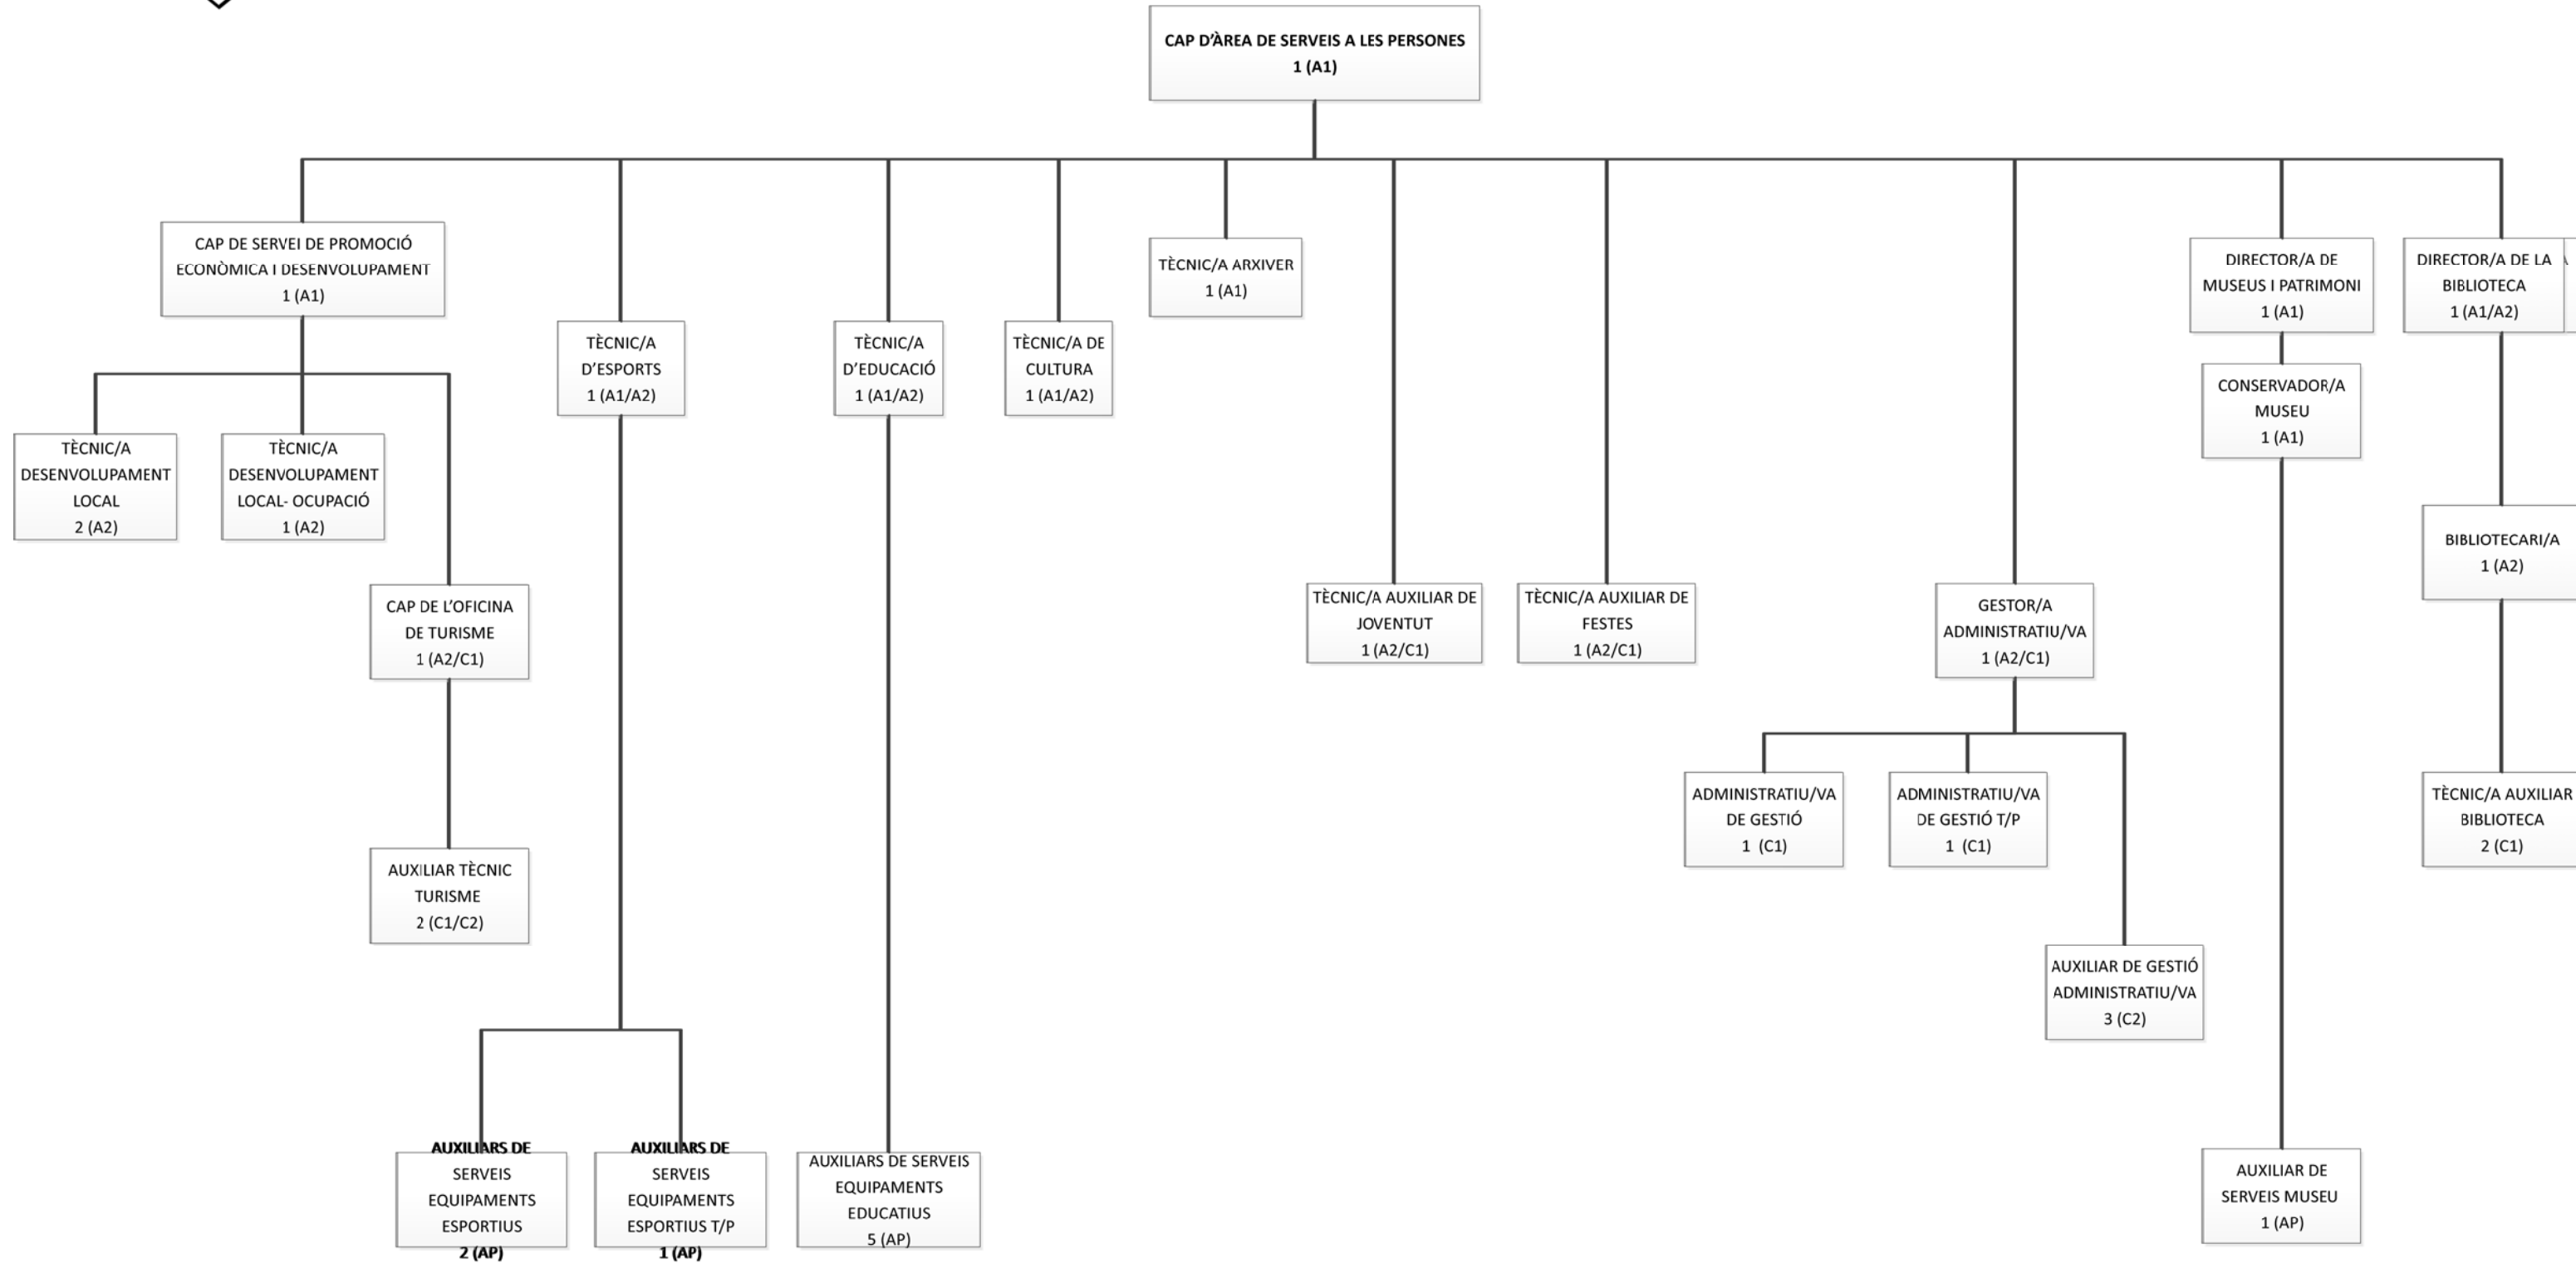 CAP D'ÀREA DE SERVEIS A LES PERSONES
1 (A1)
CAP DE SERVEI DE PROMOCIÓ
ECONÒMICA I DESENVOLUPAMENT
1 (A1)
TÈCNIC/A
D'ESPORTS
1 (A1/A2)
TÈCNIC/A
D'EDUCACIÓ
1 (A1/A2)
TÈCNIC/A DE
CULTURA
1 (A1/A2)
TÈCNIC/A ARXIVER
1 (A1)
DIRECTOR/A DE
MUSEUS I PATRIMONI
1 (A1)
DIRECTOR/A DE LA
BIBLIOTECA
1 (A1/A2)
CONSERVADOR/A
MUSEU
1 (A1)
TÈCNIC/A
DESENVOLUPAMENT
LOCAL
2 (A2)
TÈCNIC/A
DESENVOLUPAMENT
LOCAL- OCUPACIÓ
1 (A2)
BIBLIOTECARI/A
1 (A2)
CAP DE L'OFICINA
DE TURISME
1 (A2/C1)
TÈCNIC/A AUXILIAR DE
JOVENTUT
1 (A2/C1)
TÈCNIC/A AUXILIAR DE
FESTES
1 (A2/C1)
GESTOR/A
ADMINISTRATIU/VA
1 (A2/C1)
ADMINISTRATIU/VA
DE GESTIÓ
1 (C1)
ADMINISTRATIU/VA
DE GESTIÓ T/P
1 (C1)
TÈCNIC/A AUXILIAR
BIBLIOTECA
2 (C1)
AUXILIAR TÈCNIC
TURISME
2 (C1/C2)
AUXILIAR DE GESTIÓ
ADMINISTRATIU/VA
3 (C2)
AUXILIARS DE
SERVEIS
EQUIPAMENTS
ESPORTIUS
2 (AP)
AUXILIARS DE
SERVEIS
EQUIPAMENTS
ESPORTIUS T/P
1 (AP)
AUXILIARS DE SERVEIS
EQUIPAMENTS
EDUCATIUS
5 (AP)
AUXILIAR DE
SERVEIS MUSEU
1 (AP)